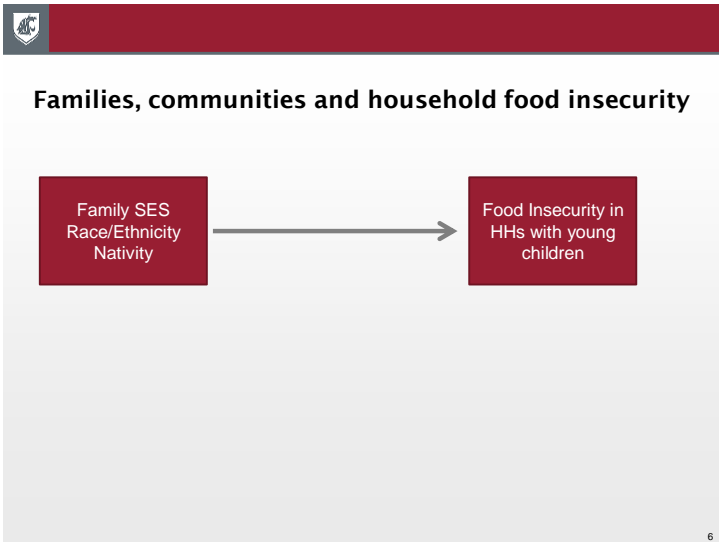 Families, communities and household food insecurity
Family SES
Race/Ethnicity
Nativity
Food Insecurity in
HHs with young
children
6